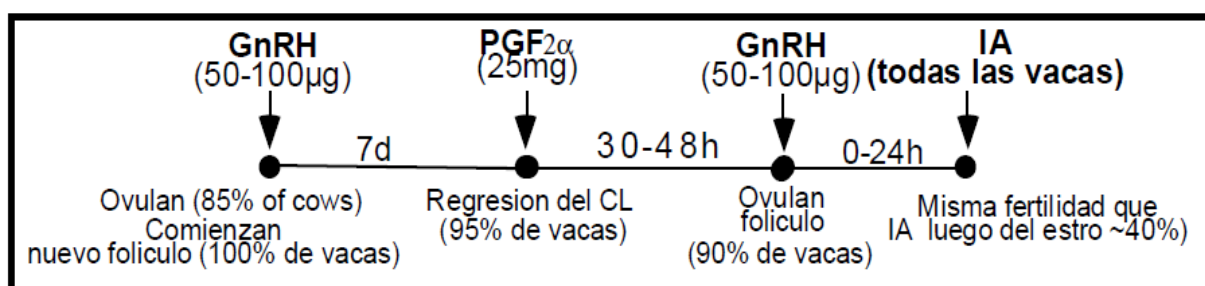 GnRH
(50-100µg)
PGF2α
(25mg)
GnRH
(50-100µg)
IA
(todas las vacas)
7d
30-48h
0-24h
Ovulan (85% of cows)
Comienzan
nuevo foliculo (100% de vacas)
Regresion del CL
(95% de vacas)
Ovulan
foliculo
(90% de vacas)
Misma fertilidad que
IA luego del estro ~40%)